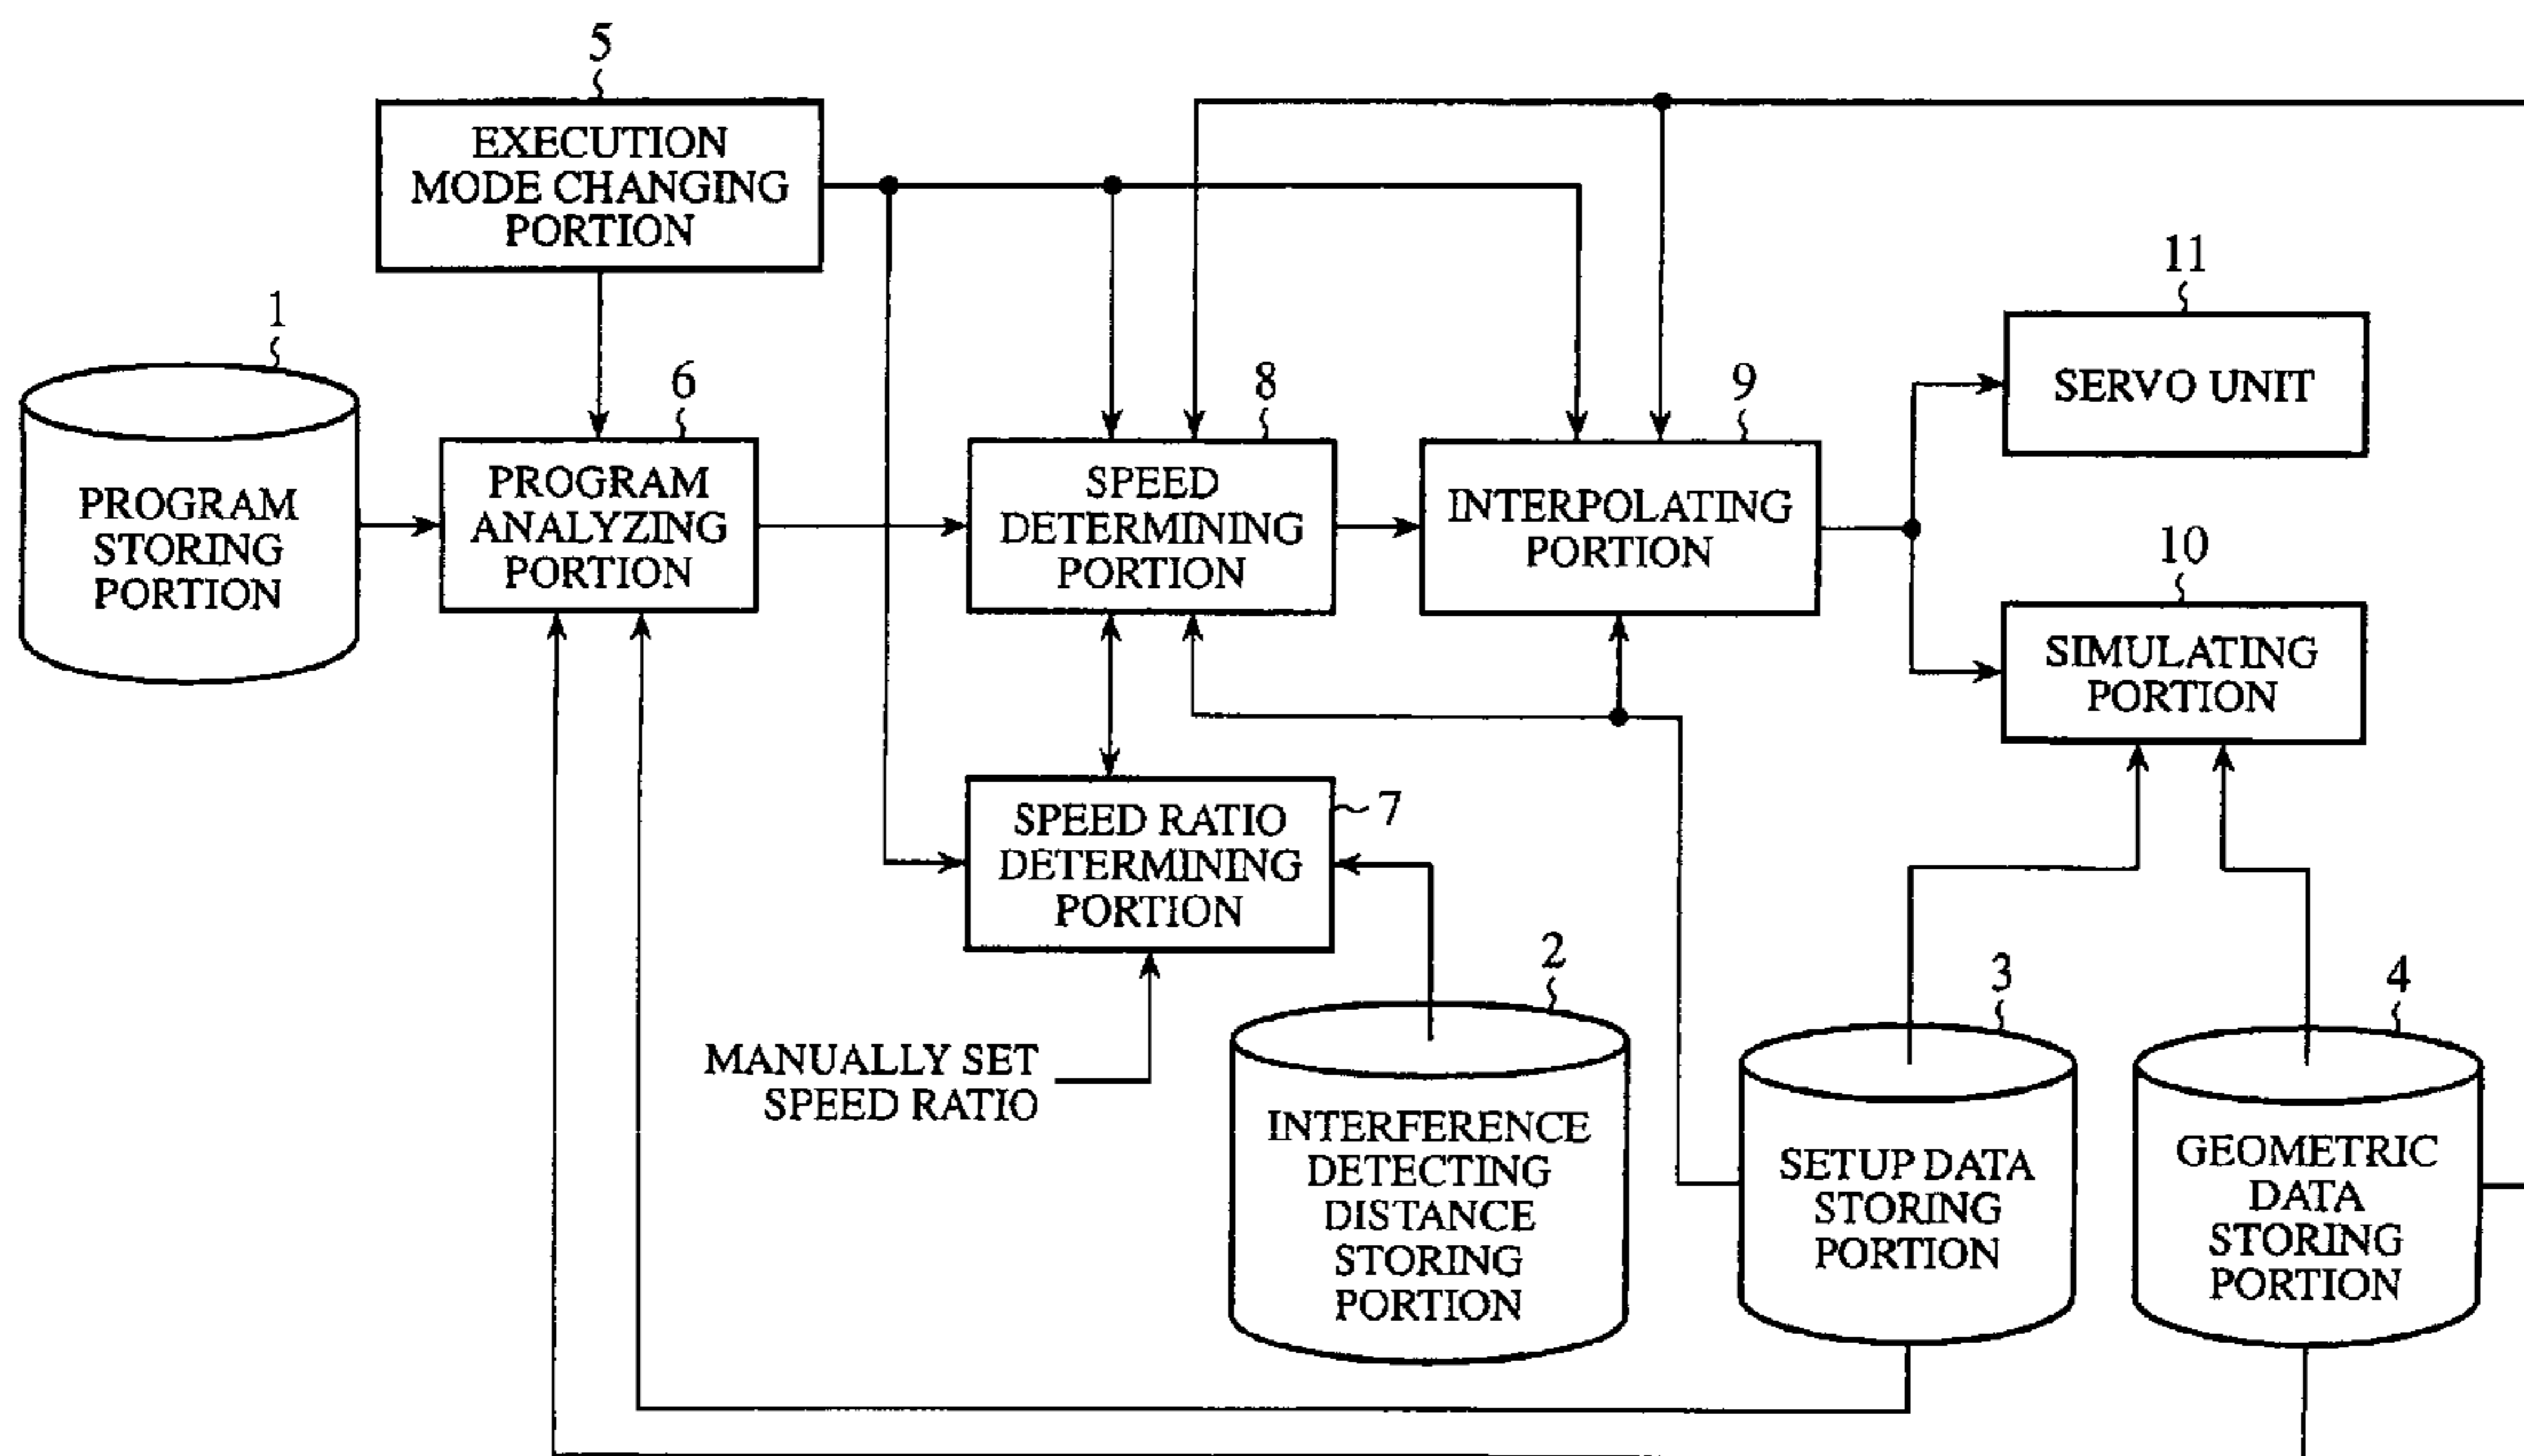 5
EXECUTION
MODE CHANGING
PORTION
11
SERVO UNIT
1
PROGRAM
STORING
PORTION
6
PROGRAM
ANALYZING
PORTION
8
SPEED
DETERMINING
PORTION
9
INTERPOLATING
PORTION
10
SIMULATING
PORTION
7
SPEED RATIO
DETERMINING
PORTION
MANUALLY SET
SPEED RATIO
2
INTERFERENCE
DETECTING
DISTANCE
STORING
PORTION
3
SETUP DATA
STORING
PORTION
4
GEOMETRIC
DATA
STORING
PORTION